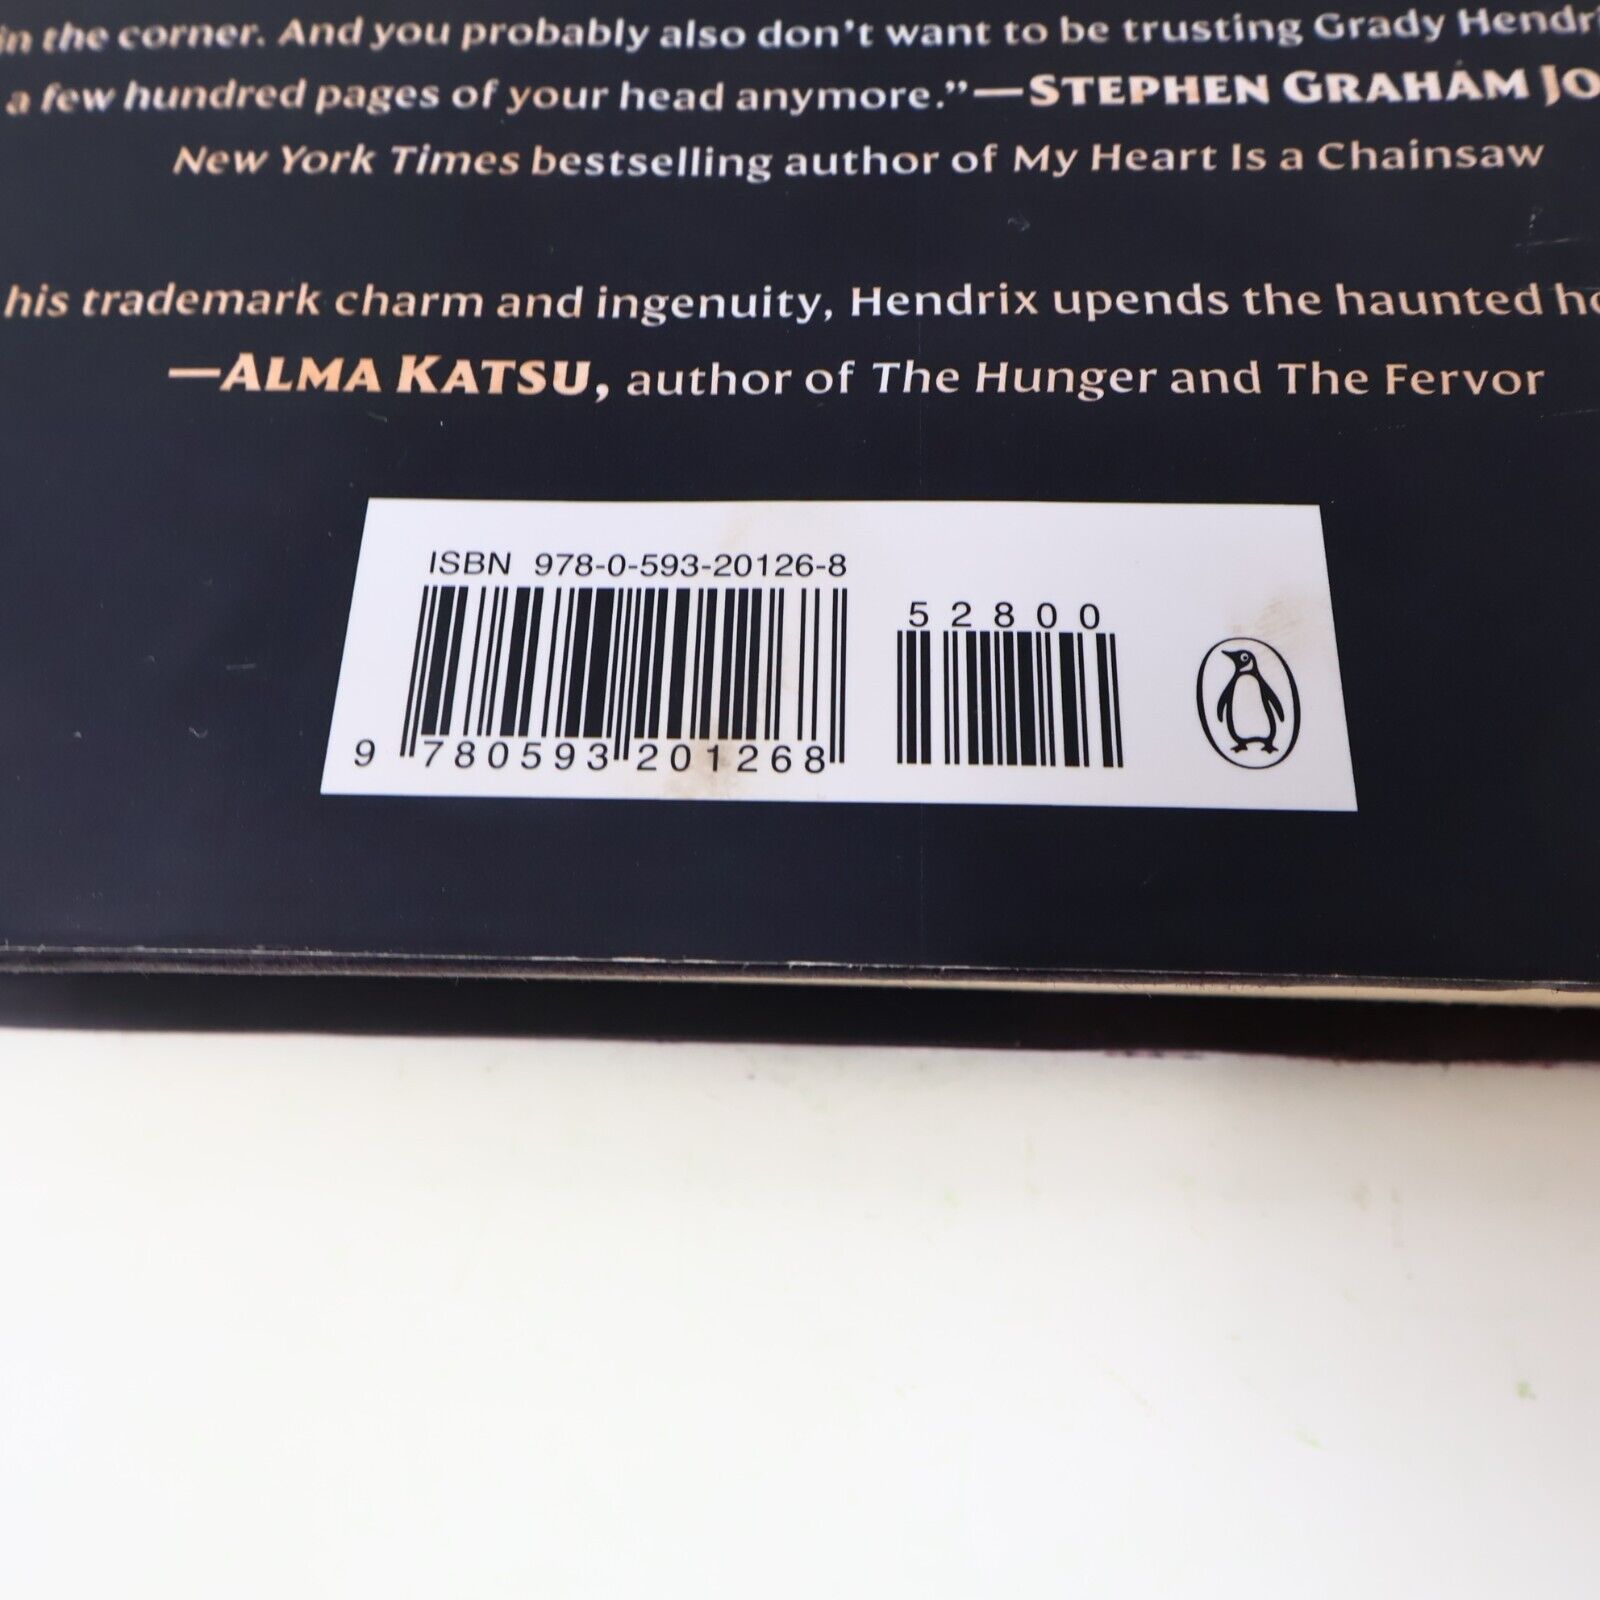 in the corner. And you probably also don't want to be trusting Grady Hendri
a few hundred pages of your head anymore."—STEPHEN GRAHAM JO
New York Times bestselling author of My Heart Is a Chainsaw
his trademark charm and ingenuity, Hendrix upends the haunted ho
—ALMA KATSU, author of The Hunger and The Fervor
ISBN 978-0-593-20126-8
52800
9 780593 201268